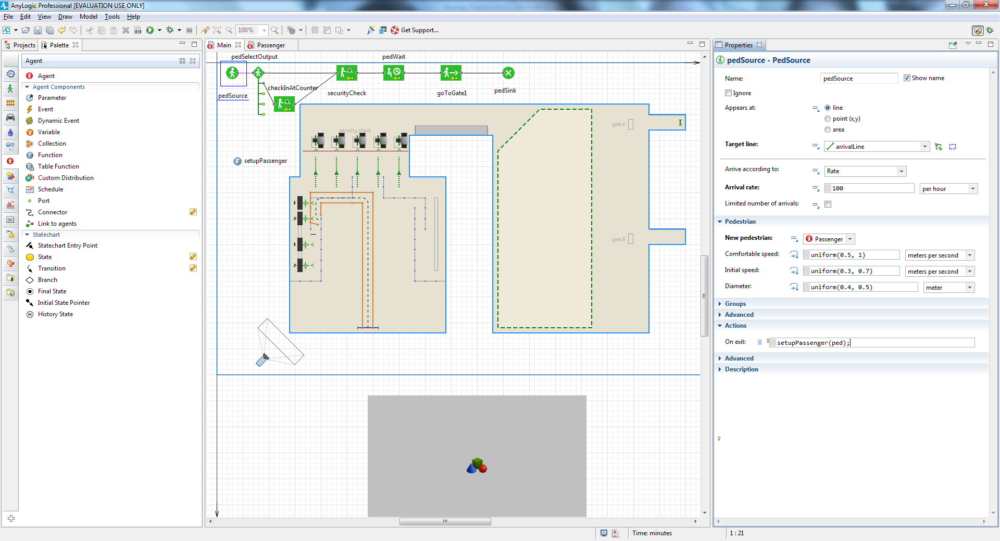 AnyLogic Professional [EVALUATION USE ONLY]
File Edit View Draw Model Tools Help
100% Get Support...
Projects Palette
Agent
Agent
Agent Components
Parameter
Event
Dynamic Event
Variable
Collection
Function
Table Function
Custom Distribution
Schedule
Port
Connector
Link to agents
Statechart
Statechart Entry Point
State
Transition
Branch
Final State
Initial State Pointer
History State
Main Passenger
pedSelectOutput pedWait
checkInAtCounter
pedSource securityCheck goToGate1 pedSink
security check
gate A
setupPassenger
gate B
Properties
pedSource - PedSource
Name: pedSource Show name
Ignore
Appears at: line
point (x,y)
area
Target line: arrivalLine
Arrive according to: Rate
Arrival rate: 100 per hour
Limited number of arrivals:
Pedestrian
New pedestrian: Passenger
Comfortable speed: uniform(0.5, 1) meters per second
Initial speed: uniform(0.3, 0.7) meters per second
Diameter: uniform(0.4, 0.5) meter
Groups
Advanced
Actions
On exit: setupPassenger(ped);
Advanced
Description
Time: minutes 1 : 21